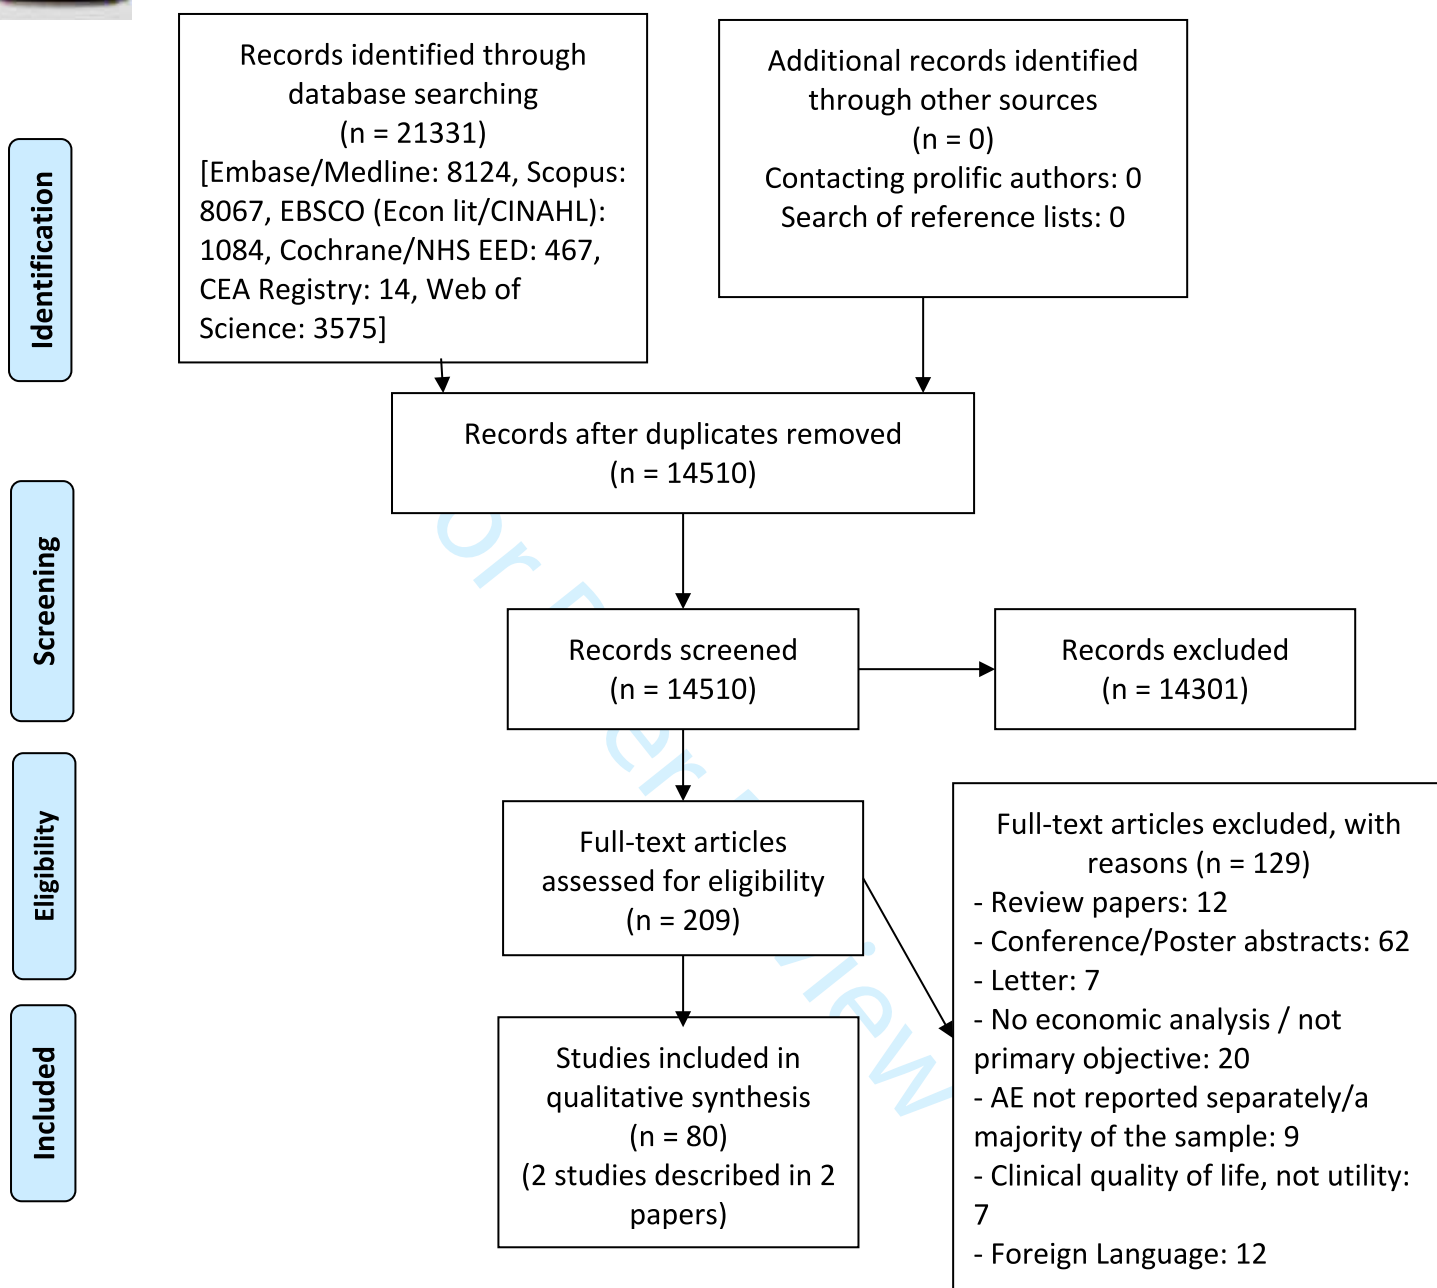 Records identified through
database searching
(n = 21331)
[Embase/Medline: 8124, Scopus:
8067, EBSCO (Econ lit/CINAHL):
1084, Cochrane/NHS EED: 467,
CEA Registry: 14, Web of
Science: 3575]
Additional records identified
through other sources
(n = 0)
Contacting prolific authors: 0
Search of reference lists: 0
Identification
Records after duplicates removed
(n = 14510)
Screening
Records screened
(n = 14510)
Records excluded
(n = 14301)
Eligibility
Full-text articles
assessed for eligibility
(n = 209)
Full-text articles excluded, with
reasons (n = 129)
- Review papers: 12
- Conference/Poster abstracts: 62
- Letter: 7
- No economic analysis / not
primary objective: 20
- AE not reported separately/a
majority of the sample: 9
- Clinical quality of life, not utility:
7
- Foreign Language: 12
Included
Studies included in
qualitative synthesis
(n = 80)
(2 studies described in 2
papers)